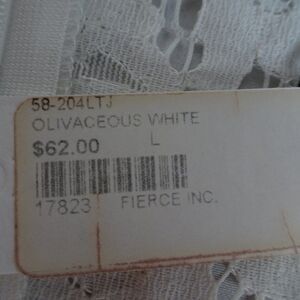 58-204LTJ
OLIVACEOUS WHITE
$62.00 L
17823 FIERCE INC.